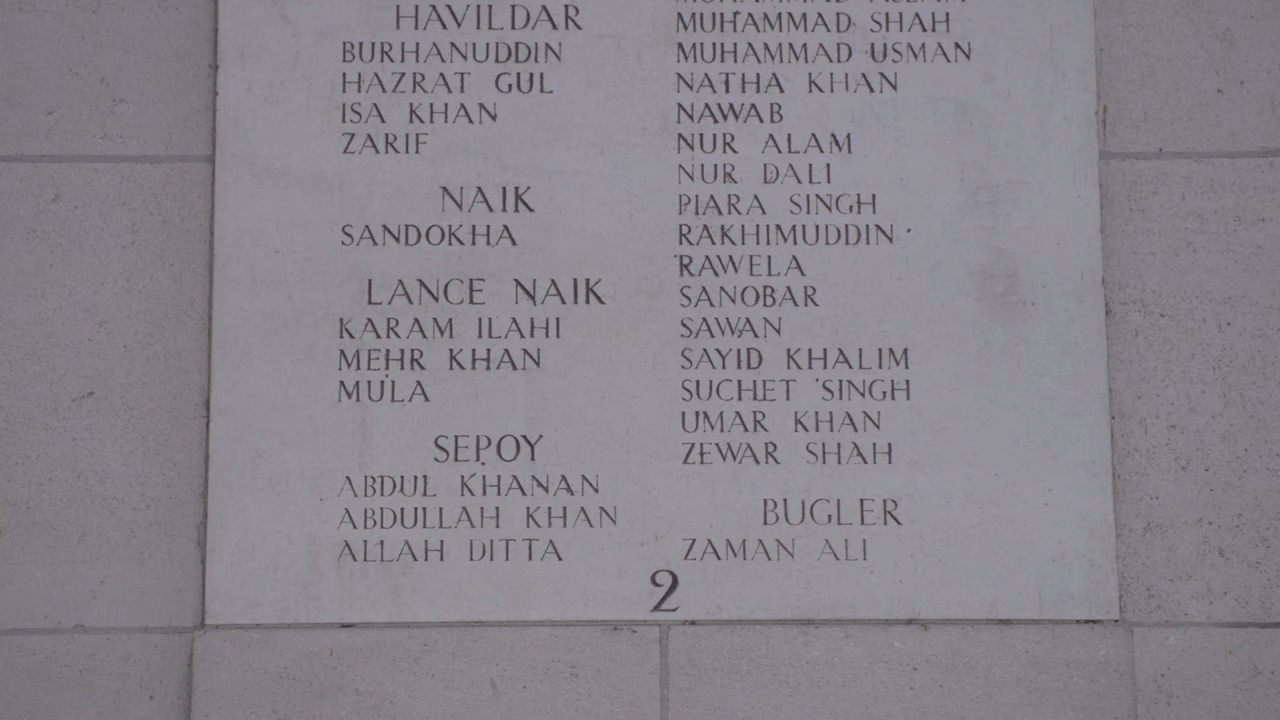 HAVILDAR
BURHANUDDIN
HAZRAT GUL
ISA KHAN
ZARIF
NAIK
SANDOKHA
LANCE NAIK
KARAM ILAHI
MEHR KHAN
MULA
SEPOY
ABDUL KHANAN
ABDULLAH KHAN
ALLAH DITTA
MUHAMMAD SHAH
MUHAMMAD USMAN
NATHA KHAN
NAWAB
NUR ALAM
NUR DALI
PIARA SINGH
RAKHIMUDDIN
RAWELA
SANOBAR
SAWAN
SAYID KHALIM
SUCHET SINGH
UMAR KHAN
ZEWAR SHAH
BUGLER
ZAMAN ALI
2